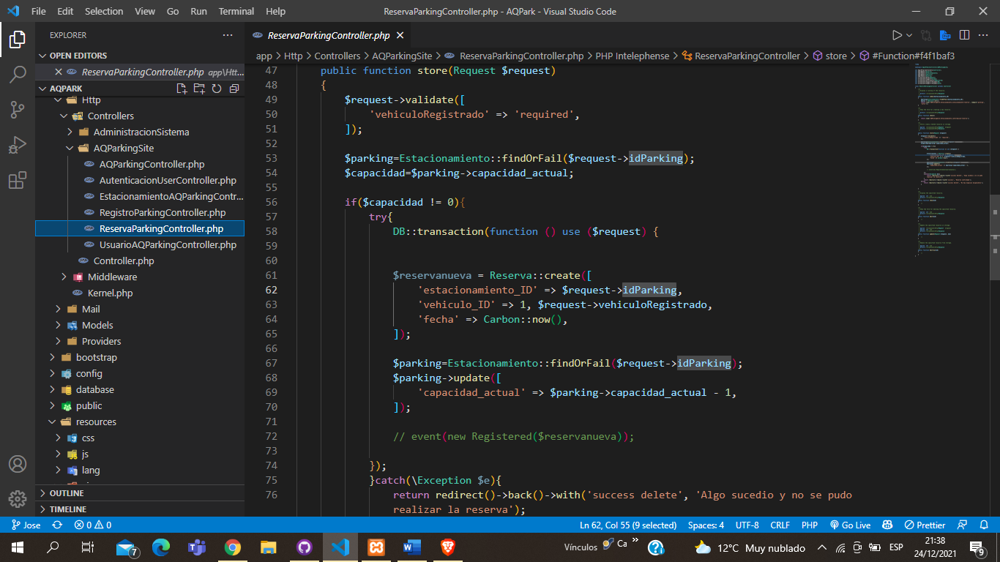 File Edit Selection View Go Run Terminal Help
ReservaParkingController.php - AQPark - Visual Studio Code
EXPLORER
OPEN EDITORS
ReservaParkingController.php app\Htt...
AQPARK
Http
Controllers
AdministracionSistema
AQParkingSite
AQParkingController.php
AutenticacionUserController.php
EstacionamientoAQParkingContr...
RegistroParkingController.php
ReservaParkingController.php
UsuarioAQParkingController.php
Controller.php
Middleware
Kernel.php
Mail
Models
Providers
bootstrap
config
database
public
resources
css
js
lang
OUTLINE
TIMELINE
ReservaParkingController.php
app > Http > Controllers > AQParkingSite > ReservaParkingController.php > PHP Intelephense > ReservaParkingController > store > #Function#f4f1baf3
47 public function store(Request $request)
48 {
49 $request->validate([
50 'vehiculoRegistrado' => 'required',
51 ]);
52
53 $parking=Estacionamiento::findOrFail($request->idParking);
54 $capacidad=$parking->capacidad_actual;
55
56 if($capacidad != 0){
57 try{
58 DB::transaction(function () use ($request) {
59
60
61 $reservanueva = Reserva::create([
62 'estacionamiento_ID' => $request->idParking,
63 'vehiculo_ID' => 1, $request->vehiculoRegistrado,
64 'fecha' => Carbon::now(),
65 ]);
66
67 $parking=Estacionamiento::findOrFail($request->idParking);
68 $parking->update([
69 'capacidad_actual' => $parking->capacidad_actual - 1,
70 ]);
71
72 // event(new Registered($reservanueva));
73
74 });
75 }catch(\Exception $e){
76 return redirect()->back()->with('success delete', 'Algo sucedio y no se pudo
realizar la reserva');
Jose 0 0 Ln 62, Col 55 (9 selected) Spaces: 4 UTF-8 CRLF PHP Go Live Prettier
7 Vínculos Ca » 12°C Muy nublado ESP 21:38
24/12/2021 9